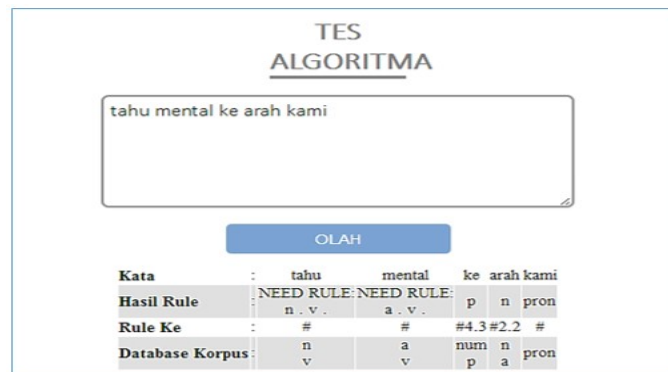 TES
ALGORITMA
tahu mental ke arah kami
OLAH
Kata : tahu mental ke arah kami
Hasil Rule : NEED RULE: n . v . NEED RULE: a . v . p n pron
Rule Ke : # # #4.3 #2.2 #
Database Korpus : n a num n pron
v v p a